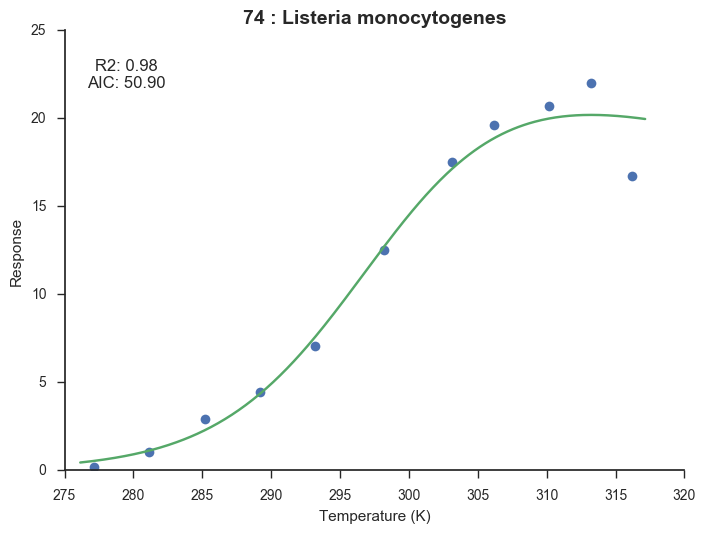 74 : Listeria monocytogenes
R2: 0.98
AIC: 50.90
25
20
15
10
5
0
Response
275 280 285 290 295 300 305 310 315 320
Temperature (K)